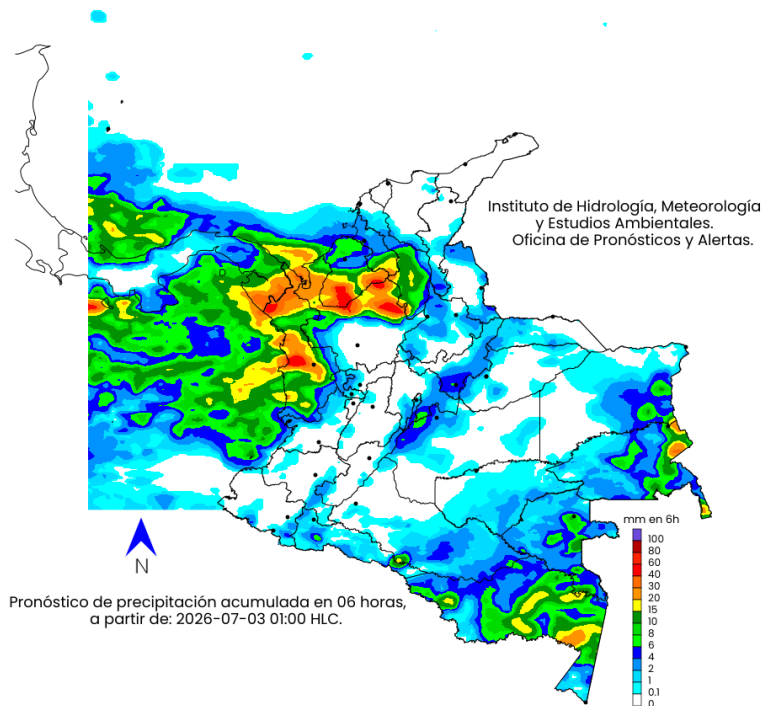 Instituto de Hidrología, Meteorología
y Estudios Ambientales.
Oficina de Pronósticos y Alertas.
mm en 6h
100
80
60
40
30
20
15
10
8
6
4
2
1
0.1
0
N
Pronóstico de precipitación acumulada en 06 horas,
a partir de: 2026-07-03 01:00 HLC.